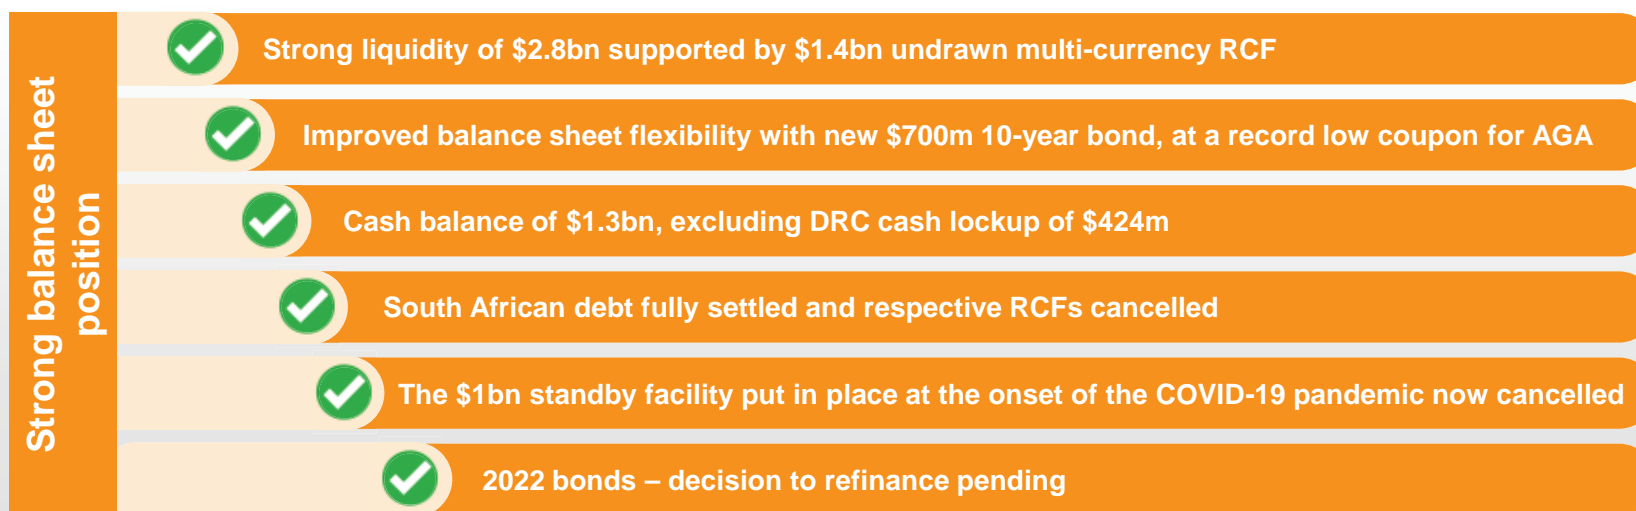 Strong balance sheet
position
Strong liquidity of $2.8bn supported by $1.4bn undrawn multi-currency RCF
Improved balance sheet flexibility with new $700m 10-year bond, at a record low coupon for AGA
Cash balance of $1.3bn, excluding DRC cash lockup of $424m
South African debt fully settled and respective RCFs cancelled
The $1bn standby facility put in place at the onset of the COVID-19 pandemic now cancelled
2022 bonds – decision to refinance pending